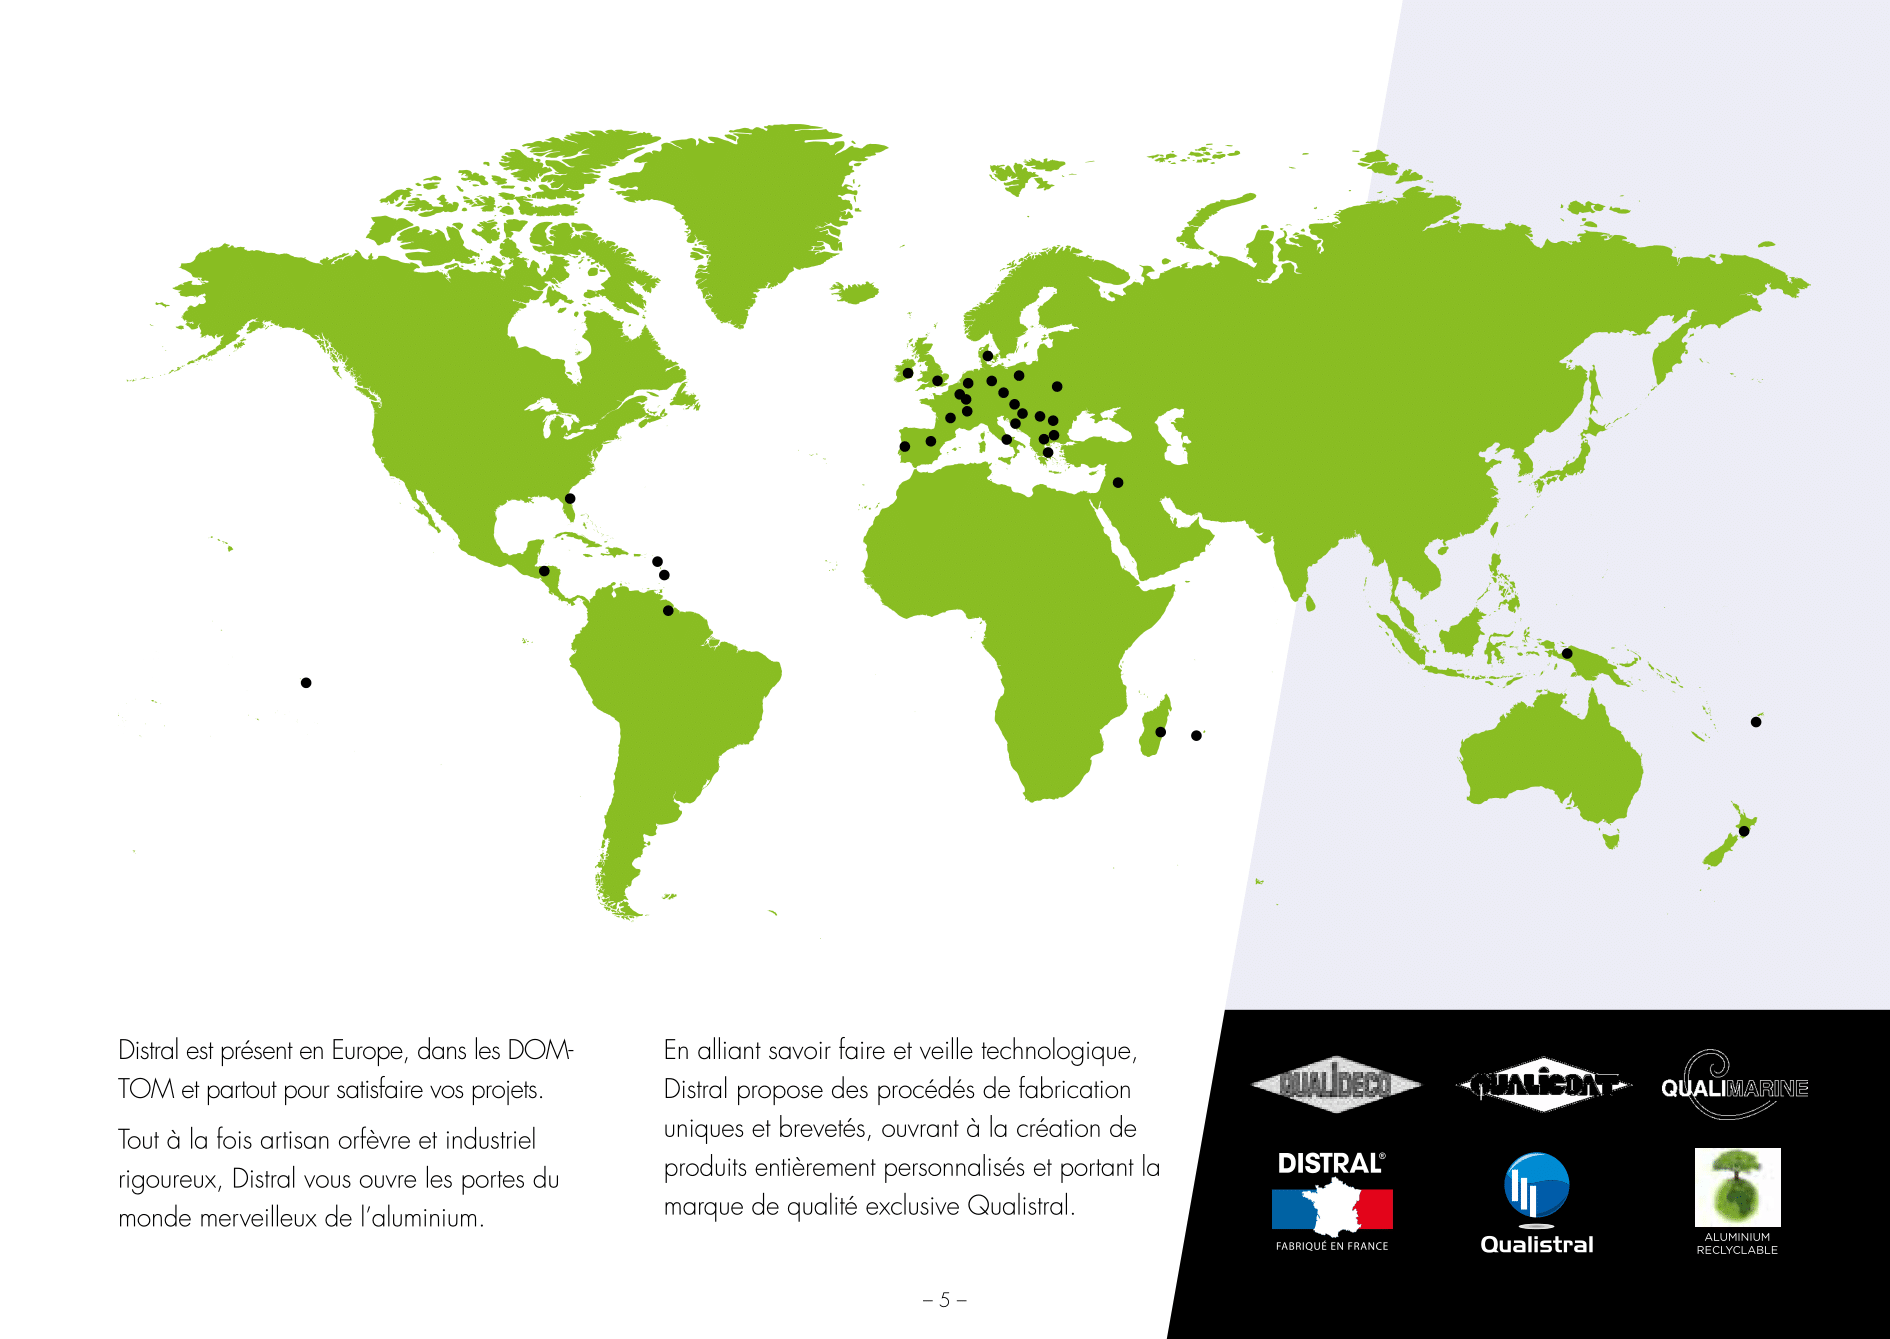 Distral est présent en Europe, dans les DOM-
TOM et partout pour satisfaire vos projets.
Tout à la fois artisan orfèvre et industriel
rigoureux, Distral vous ouvre les portes du
monde merveilleux de l'aluminium.
En alliant savoir faire et veille technologique,
Distral propose des procédés de fabrication
uniques et brevetés, ouvrant à la création de
produits entièrement personnalisés et portant la
marque de qualité exclusive Qualistral.
QUALIDECO
QUALICOAT
QUALIMARINE
DISTRAL®
FABRIQUÉ EN FRANCE
Qualistral
ALUMINIUM
RECLYCLABLE
– 5 –